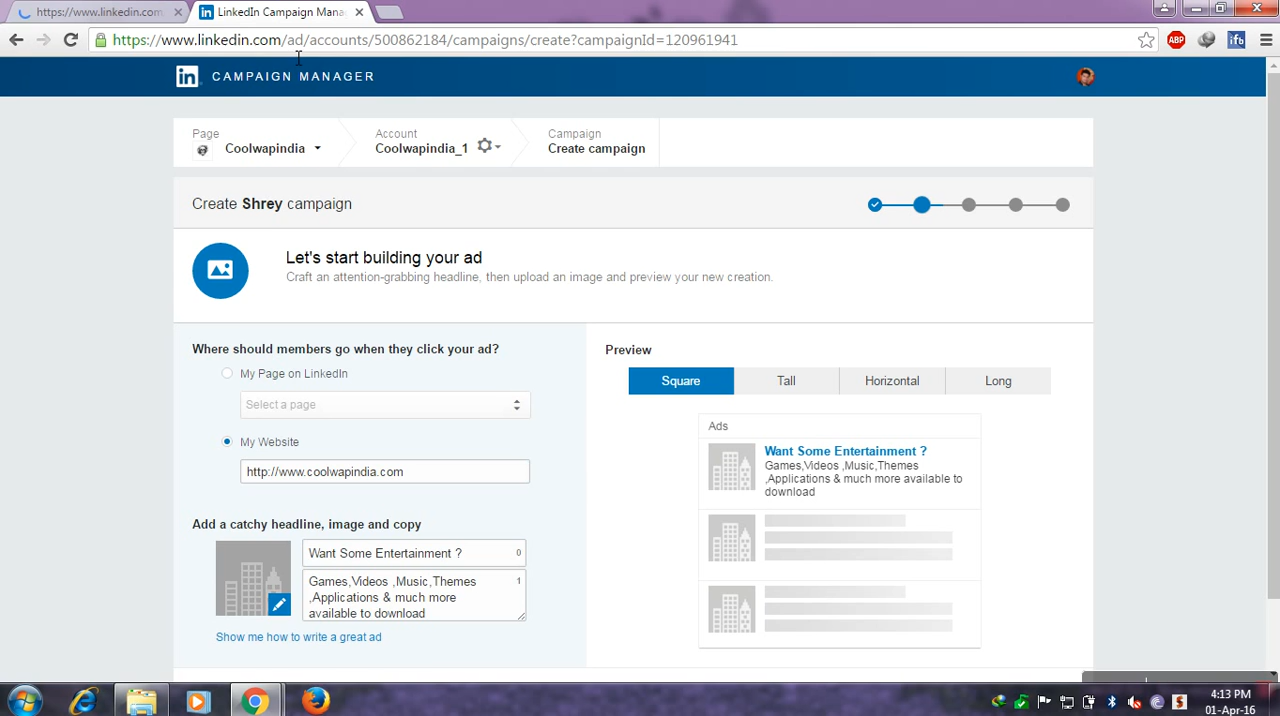 https://www.linkedin.com
LinkedIn Campaign Mana
https://www.linkedin.com/ad/accounts/500862184/campaigns/create?campaignId=120961941
ABP
ifb
in
CAMPAIGN MANAGER
Page
Coolwapindia
Account
Coolwapindia_1
Campaign
Create campaign
Create Shrey campaign
Let's start building your ad
Craft an attention-grabbing headline, then upload an image and preview your new creation.
Where should members go when they click your ad?
My Page on LinkedIn
Select a page
My Website
http://www.coolwapindia.com
Add a catchy headline, image and copy
Want Some Entertainment ?
0
Games,Videos ,Music,Themes
,Applications & much more
available to download
1
Show me how to write a great ad
Preview
Square
Tall
Horizontal
Long
Ads
Want Some Entertainment ?
Games,Videos ,Music,Themes
,Applications & much more available to
download
4:13 PM
01-Apr-16